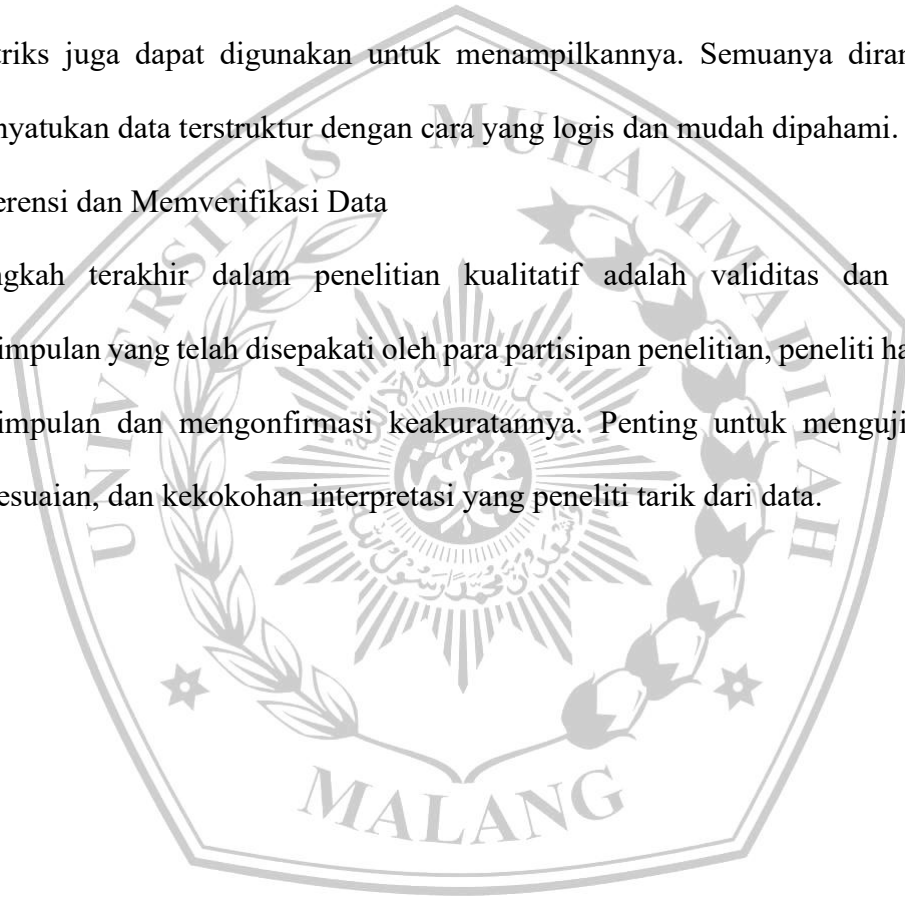 triks juga dapat digunakan untuk menampilkannya. Semuanya diran
nyatukan data terstruktur dengan cara yang logis dan mudah dipahami.
erensi dan Memverifikasi Data
ngkah terakhir dalam penelitian kualitatif adalah validitas dan
impulan yang telah disepakati oleh para partisipan penelitian, peneliti ha
impulan dan mengonfirmasi keakuratannya. Penting untuk menguji
esuaian, dan kekokohan interpretasi yang peneliti tarik dari data.
UNIVERSITAS MUHAMMADIYAH
MALANG